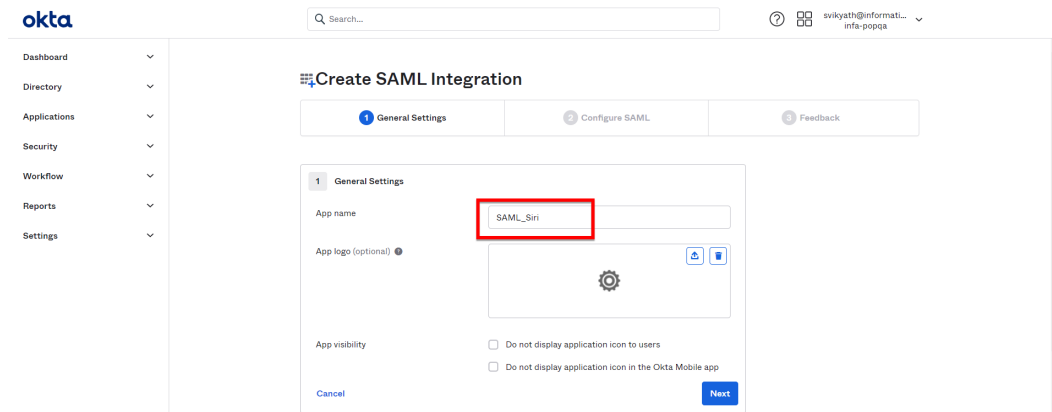 okta
Search...
svikyath@informati...
infa-popqa
Dashboard
Directory
Applications
Security
Workflow
Reports
Settings
Create SAML Integration
1 General Settings
2 Configure SAML
3 Feedback
1 General Settings
App name
SAML_Siri
App logo (optional)
App visibility
Do not display application icon to users
Do not display application icon in the Okta Mobile app
Cancel
Next